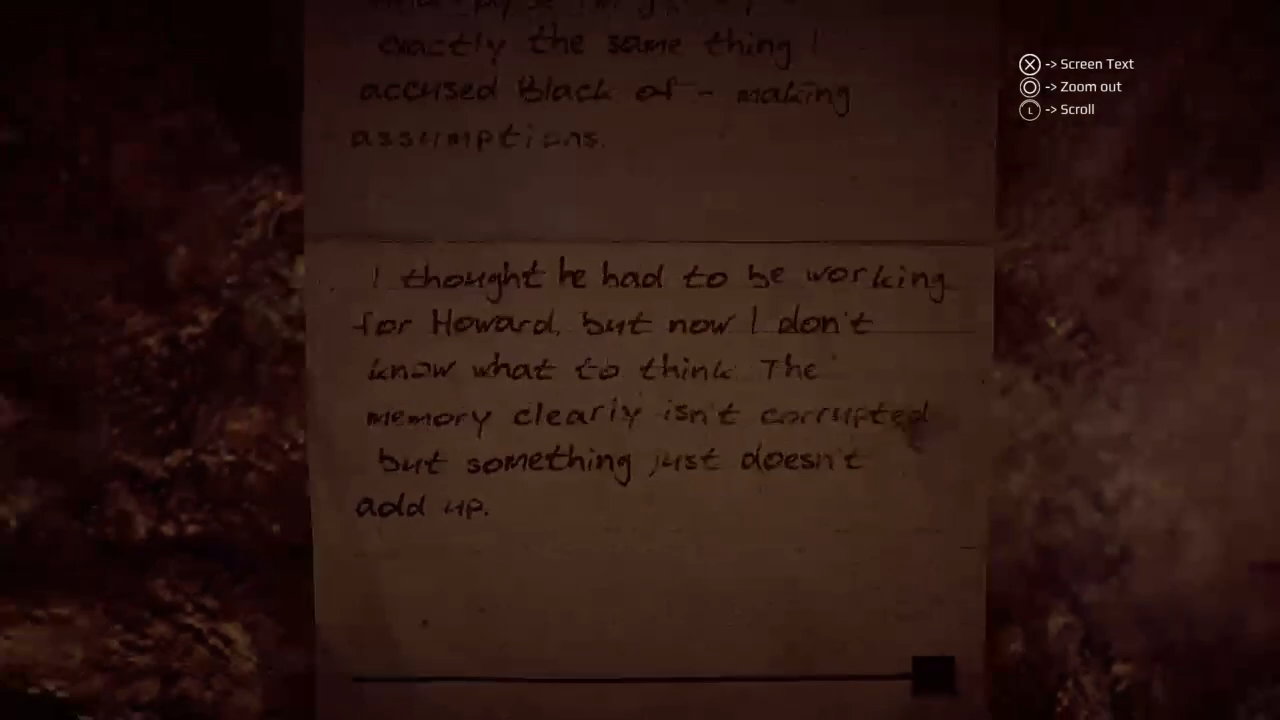 exactly the same thing I
accused Black of - making
assumptions.
I thought he had to be working
for Howard, but now I don't
know what to think. The
memory clearly isn't corrupted
but something just doesn't
add up.
-> Screen Text
-> Zoom out
L -> Scroll